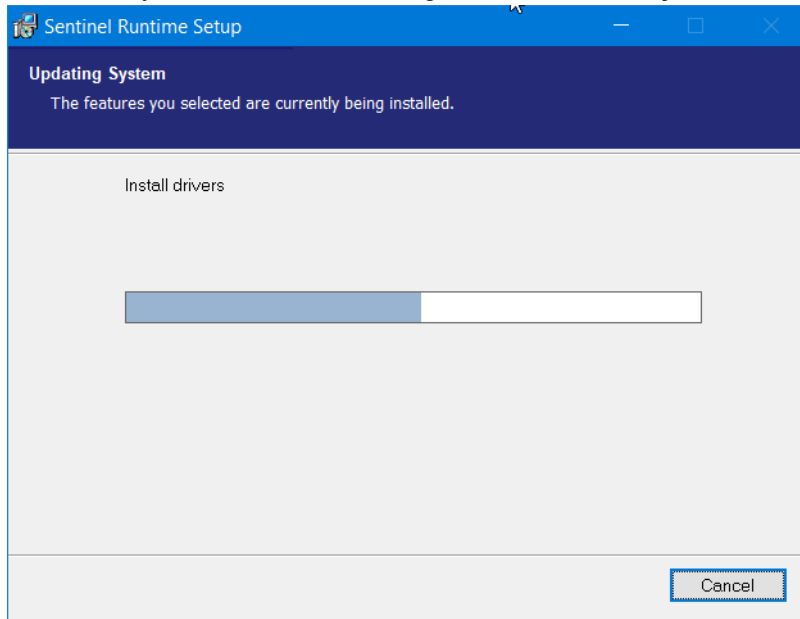 Sentinel Runtime Setup
Updating System
The features you selected are currently being installed.
Install drivers
Cancel